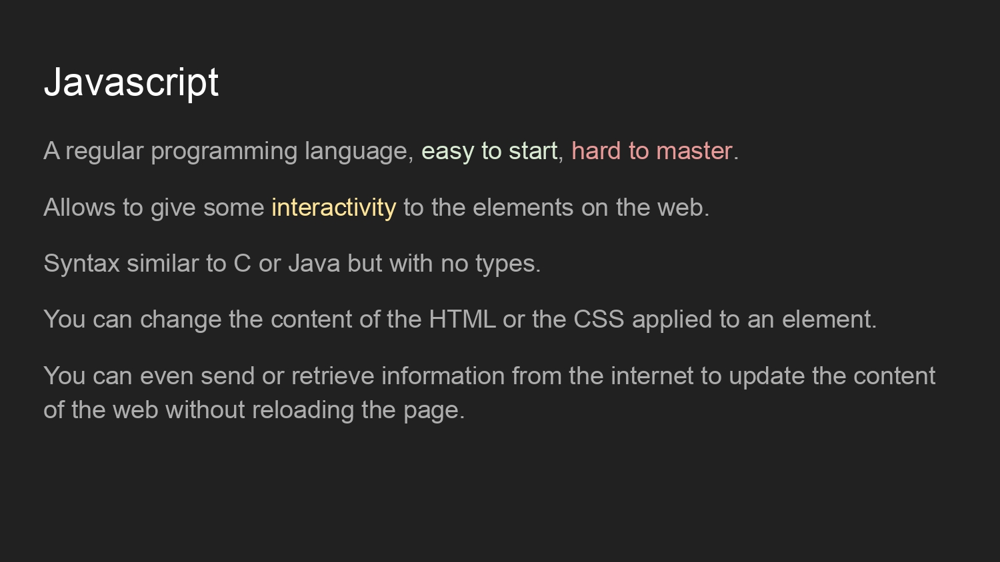 Javascript
A regular programming language, easy to start, hard to master.
Allows to give some interactivity to the elements on the web.
Syntax similar to C or Java but with no types.
You can change the content of the HTML or the CSS applied to an element.
You can even send or retrieve information from the internet to update the content
of the web without reloading the page.